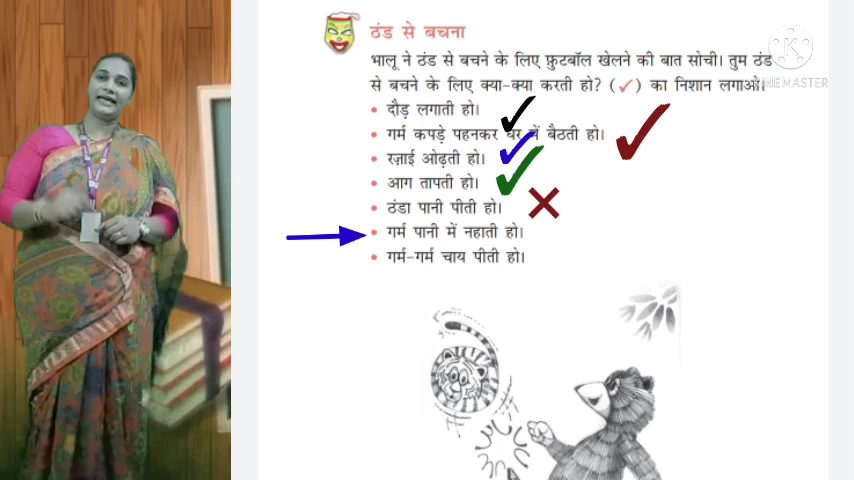 ठंड से बचना
भालू ने ठंड से बचने के लिए फ़ुटबॉल खेलने की बात सोची। तुम ठंड
से बचने के लिए क्या-क्या करती हो? (✓) का निशान लगाओ।
• दौड़ लगाती हो।
• गर्म कपड़े पहनकर घर में बैठती हो।
• रज़ाई ओढ़ती हो।
• आग तापती हो।
• ठंडा पानी पीती हो।
• गर्म पानी में नहाती हो।
• गर्म-गर्म चाय पीती हो।
KINEMASTER